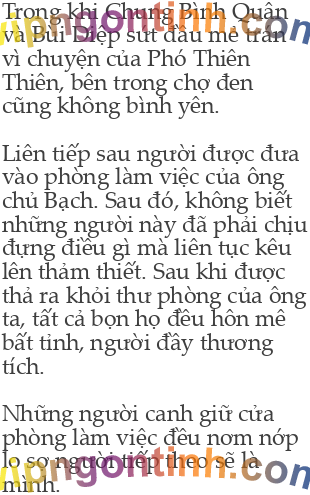 Trong khi Chung Bình Quân
và Bùi Diệp sứt đầu mẻ trán
vì chuyện của Phó Thiên
Thiên, bên trong chợ đen
cũng không bình yên.
Liên tiếp sau người được đưa
vào phòng làm việc của ông
chủ Bạch. Sau đó, không biết
những người này đã phải chịu
đựng điều gì mà liên tục kêu
lên thảm thiết. Sau khi được
thả ra khỏi thư phòng của ông
ta, tất cả bọn họ đều hôn mê
bất tỉnh, người đầy thương
tích.
Những người canh giữ cửa
phòng làm việc đều nơm nớp
lo sợ người tiếp theo sẽ là
mình.
vipngontinh.com
vipngontinh.com